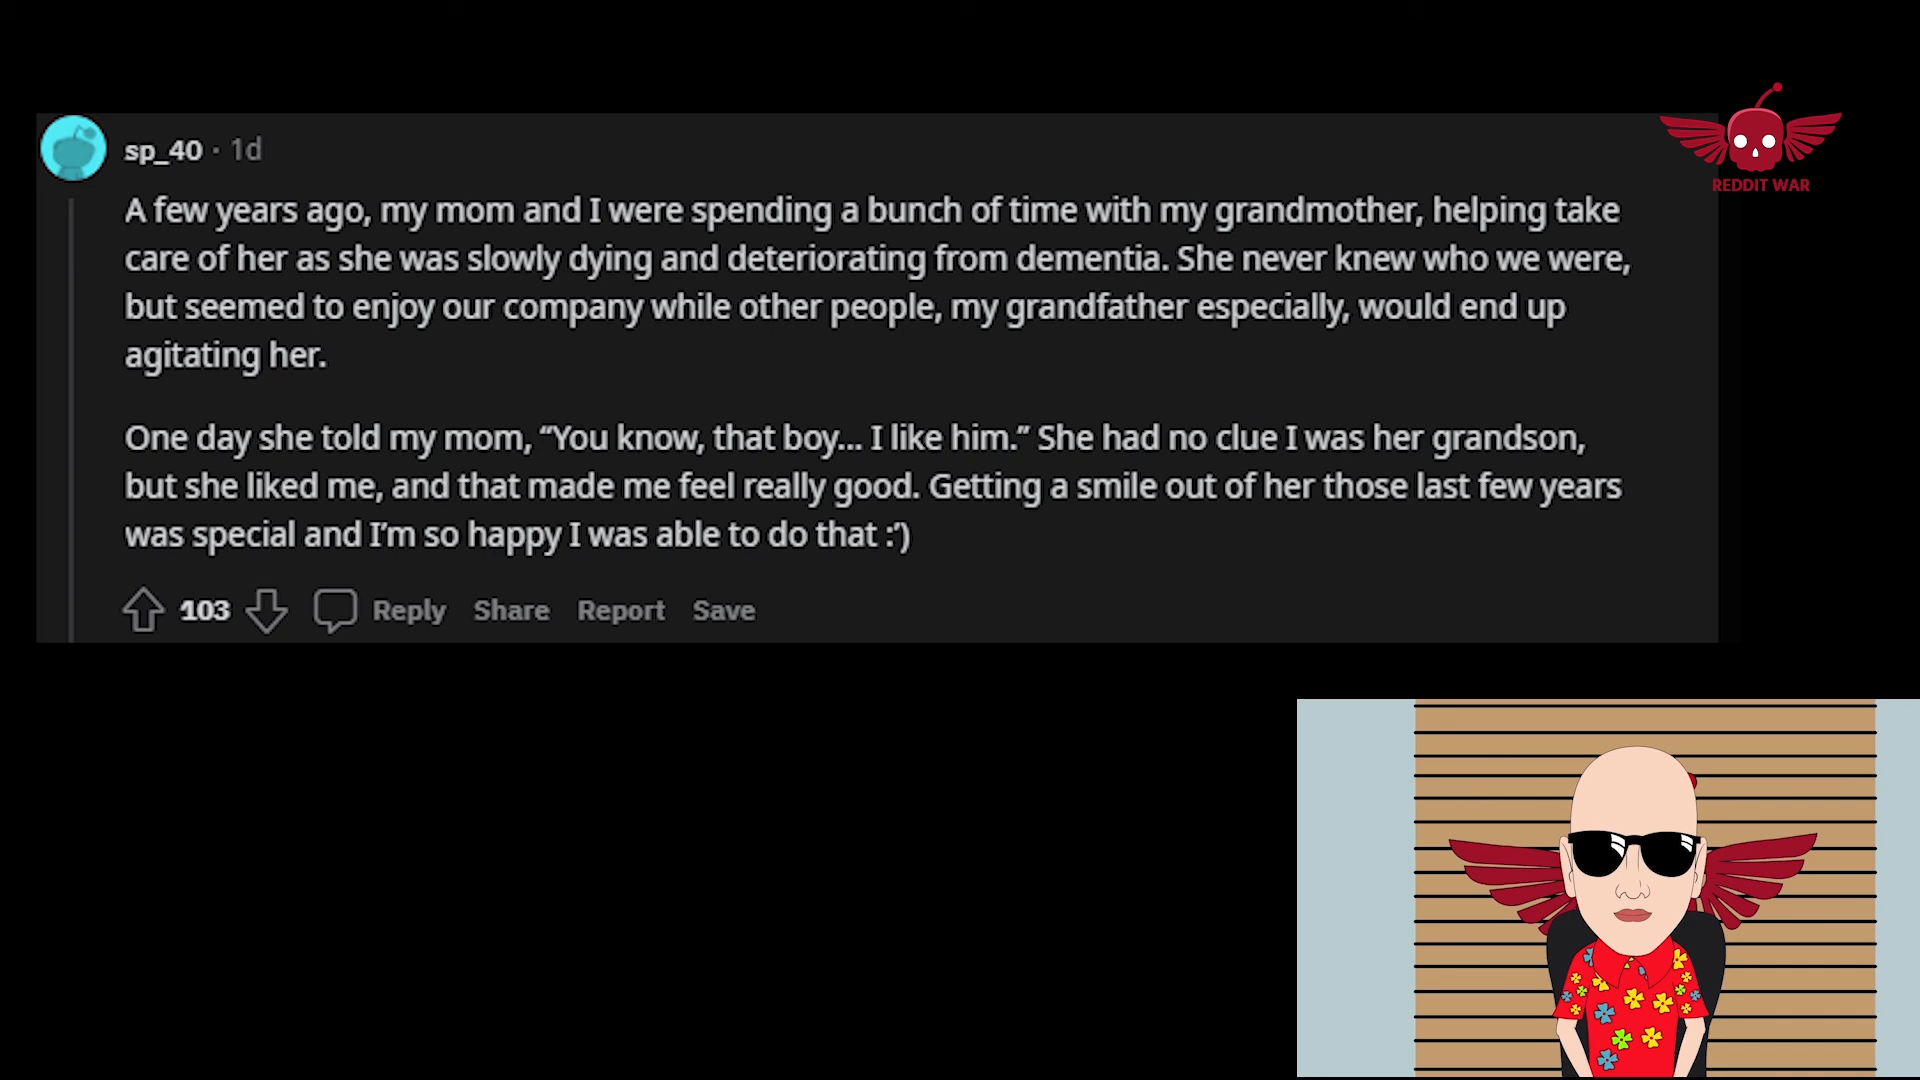 sp_40 · 1d
REDDIT WAR
A few years ago, my mom and I were spending a bunch of time with my grandmother, helping take
care of her as she was slowly dying and deteriorating from dementia. She never knew who we were,
but seemed to enjoy our company while other people, my grandfather especially, would end up
agitating her.
One day she told my mom, “You know, that boy... I like him.” She had no clue I was her grandson,
but she liked me, and that made me feel really good. Getting a smile out of her those last few years
was special and I’m so happy I was able to do that :’)
103 Reply Share Report Save